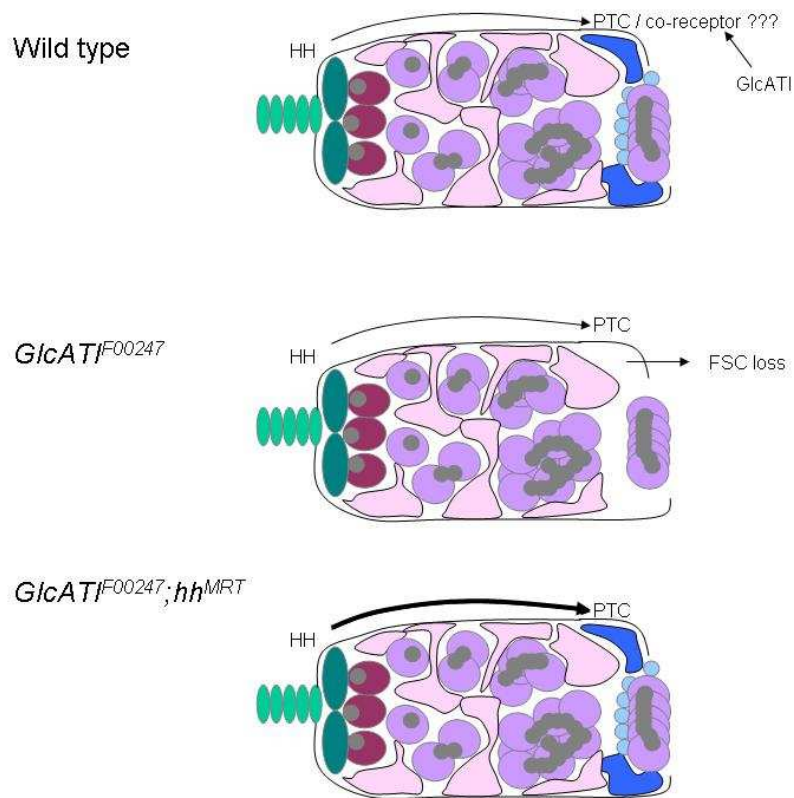 PTC / co-receptor ???
Wild type
HH
GlcATI
PTC
GlcATI^F00247
HH
FSC loss
GlcATI^F00247;hh^MRT
PTC
HH